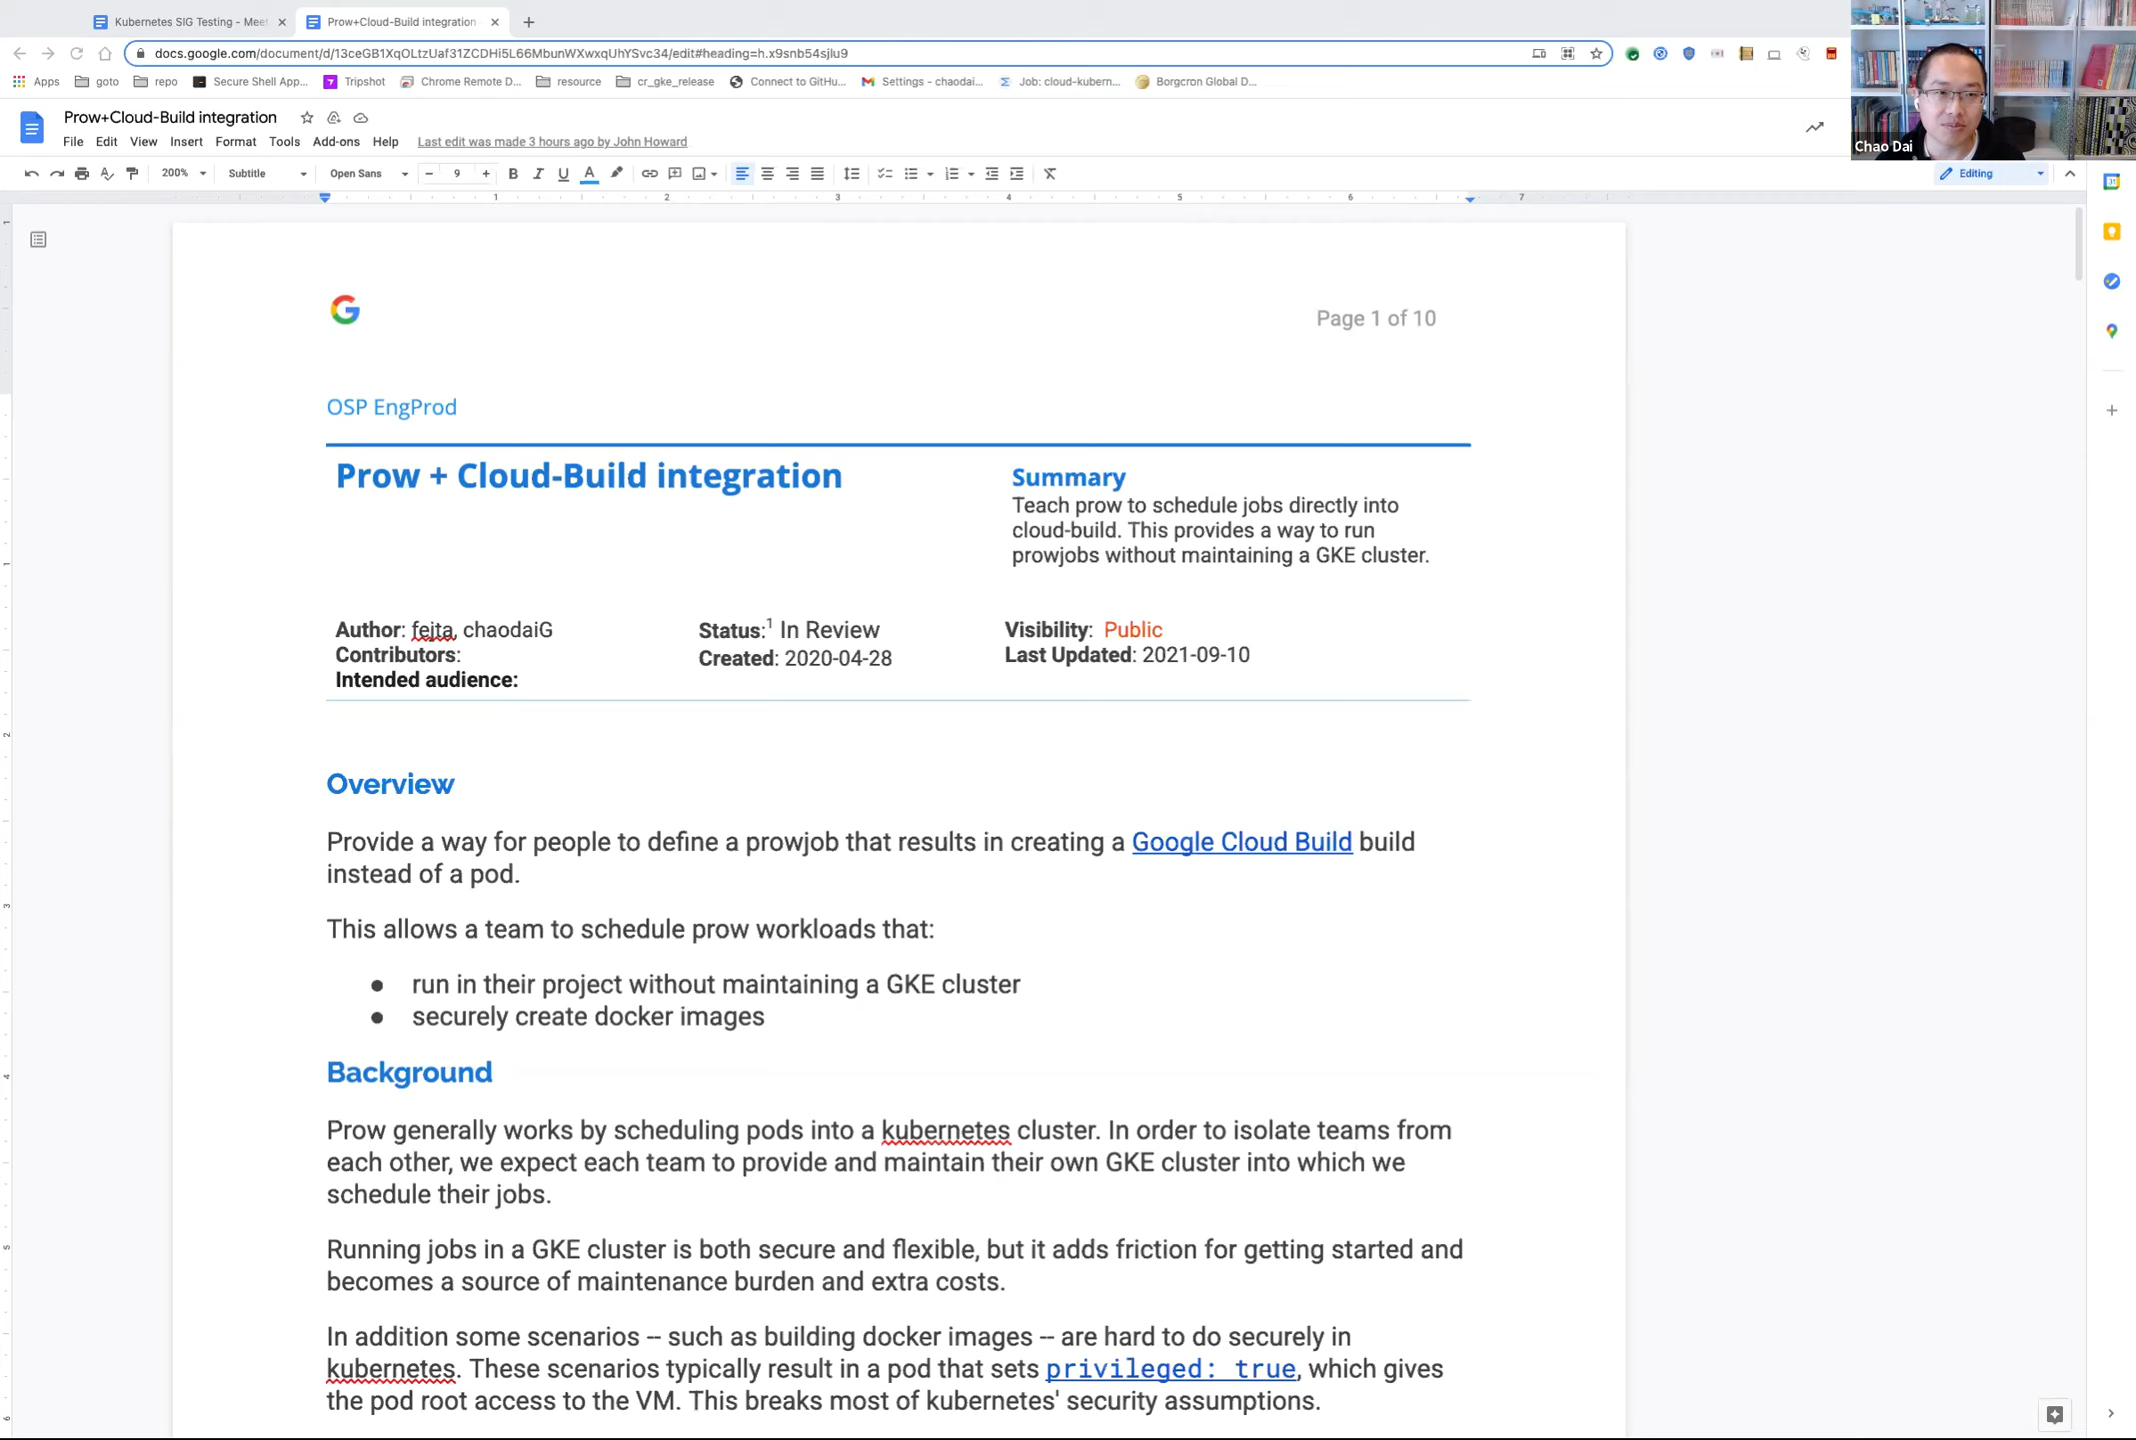 Kubernetes SIG Testing - Meet
Prow+Cloud-Build integration
docs.google.com/document/d/13ceGB1XqOLtzUaf31ZCDHi5L66MbunWXwxqUhYSvc34/edit#heading=h.x9snb54sjlu9
Apps goto repo Secure Shell App... Tripshot Chrome Remote D... resource cr_gke_release Connect to GitHu... Settings - chaodai... Job: cloud-kubern... Borgcron Global D...
Prow+Cloud-Build integration
File Edit View Insert Format Tools Add-ons Help Last edit was made 3 hours ago by John Howard
Chao Dai
200% Subtitle Open Sans 9 Editing
1 2 3 4 5 6 7
Page 1 of 10
OSP EngProd
Prow + Cloud-Build integration
Summary
Teach prow to schedule jobs directly into
cloud-build. This provides a way to run
prowjobs without maintaining a GKE cluster.
Author: fejta, chaodaiG
Contributors:
Intended audience:
Status:1 In Review
Created: 2020-04-28
Visibility: Public
Last Updated: 2021-09-10
Overview
Provide a way for people to define a prowjob that results in creating a Google Cloud Build build
instead of a pod.
This allows a team to schedule prow workloads that:
● run in their project without maintaining a GKE cluster
● securely create docker images
Background
Prow generally works by scheduling pods into a kubernetes cluster. In order to isolate teams from
each other, we expect each team to provide and maintain their own GKE cluster into which we
schedule their jobs.
Running jobs in a GKE cluster is both secure and flexible, but it adds friction for getting started and
becomes a source of maintenance burden and extra costs.
In addition some scenarios -- such as building docker images -- are hard to do securely in
kubernetes. These scenarios typically result in a pod that sets privileged: true, which gives
the pod root access to the VM. This breaks most of kubernetes' security assumptions.